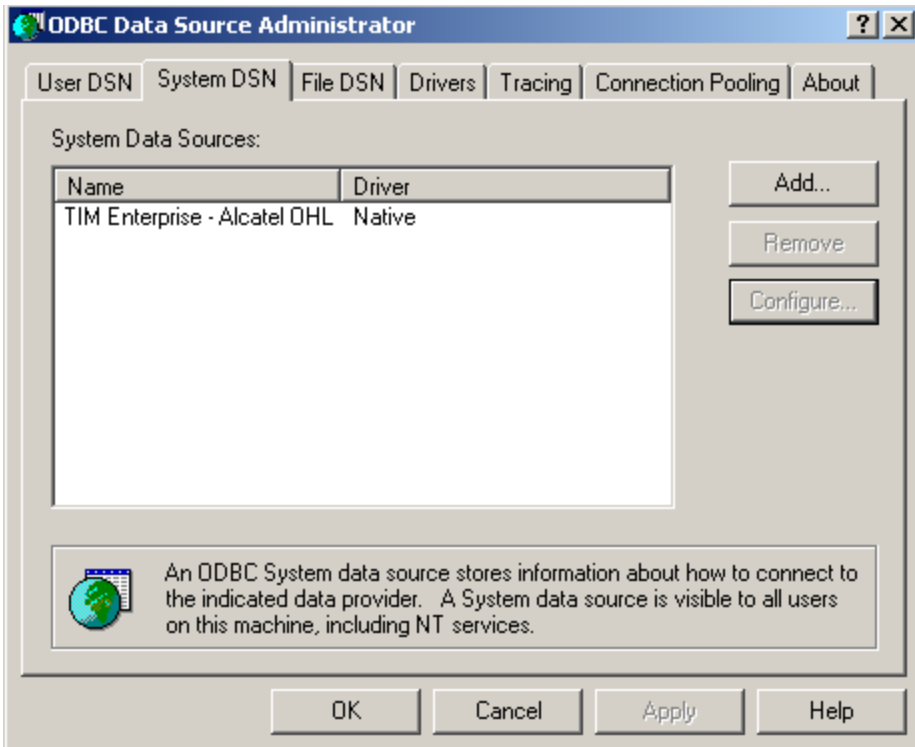 ODBC Data Source Administrator
User DSN System DSN File DSN Drivers Tracing Connection Pooling About
System Data Sources:
Name Driver
TIM Enterprise - Alcatel OHL Native
Add...
Remove
Configure...
An ODBC System data source stores information about how to connect to
the indicated data provider. A System data source is visible to all users
on this machine, including NT services.
OK Cancel Apply Help